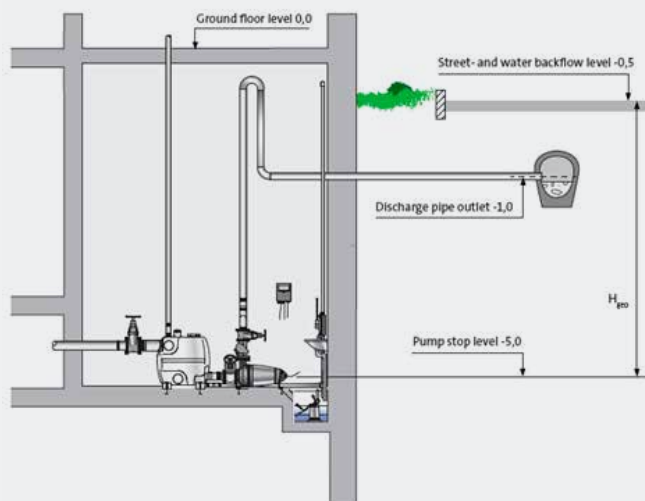 Ground floor level 0,0
Street- and water backflow level -0,5
Discharge pipe outlet -1,0
H geo
Pump stop level -5,0